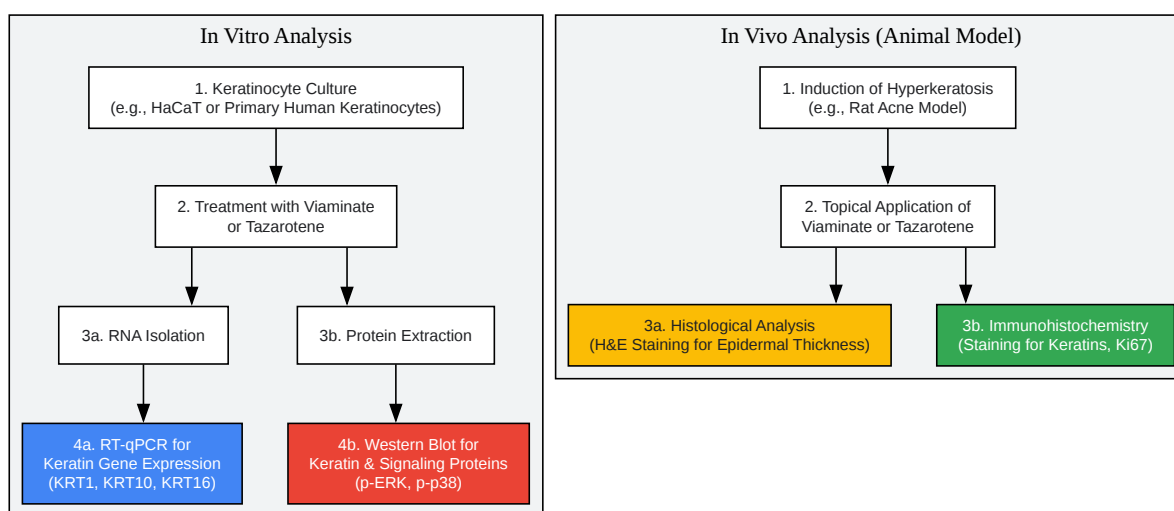 In Vitro Analysis
1. Keratinocyte Culture
(e.g., HaCaT or Primary Human Keratinocytes)
2. Treatment with Viaminate
or Tazarotene
3a. RNA Isolation
3b. Protein Extraction
4a. RT-qPCR for
Keratin Gene Expression
(KRT1, KRT10, KRT16)
4b. Western Blot for
Keratin & Signaling Proteins
(p-ERK, p-p38)
In Vivo Analysis (Animal Model)
1. Induction of Hyperkeratosis
(e.g., Rat Acne Model)
2. Topical Application of
Viaminate or Tazarotene
3a. Histological Analysis
(H&E Staining for Epidermal Thickness)
3b. Immunohistochemistry
(Staining for Keratins, Ki67)